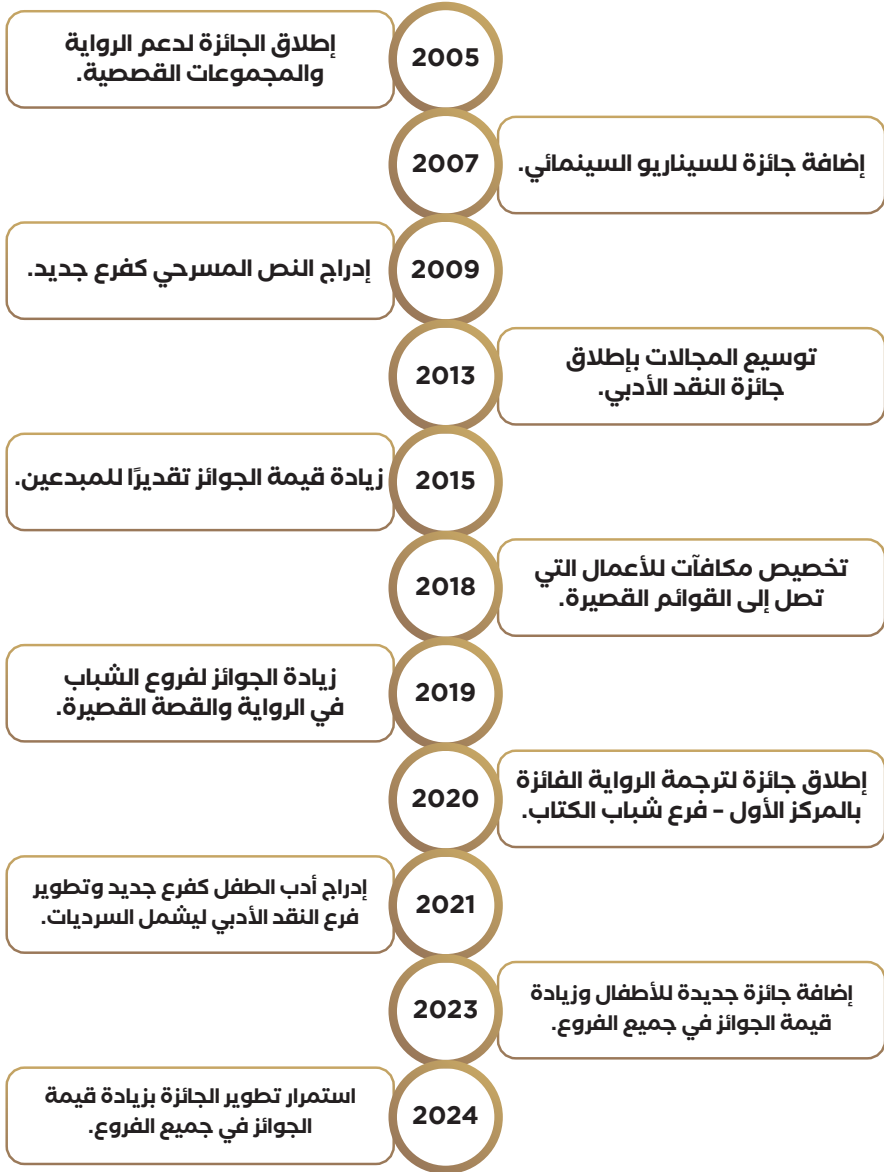 2005
إطلاق الجائزة لدعم الرواية
والمجموعات القصصية.
2007
إضافة جائزة للسيناريو السينمائي.
2009
إدراج النص المسرحي كفرع جديد.
2013
توسيع المجالات بإطلاق
جائزة النقد الأدبي.
2015
زيادة قيمة الجوائز تقديرًا للمبدعين.
2018
تخصيص مكافآت للأعمال التي
تصل إلى القوائم القصيرة.
2019
زيادة الجوائز لفروع الشباب
في الرواية والقصة القصيرة.
2020
إطلاق جائزة لترجمة الرواية الفائزة
بالمركز الأول – فرع شباب الكتاب.
2021
إدراج أدب الطفل كفرع جديد وتطوير
فرع النقد الأدبي ليشمل السرديات.
2023
إضافة جائزة جديدة للأطفال وزيادة
قيمة الجوائز في جميع الفروع.
2024
استمرار تطوير الجائزة بزيادة قيمة
الجوائز في جميع الفروع.